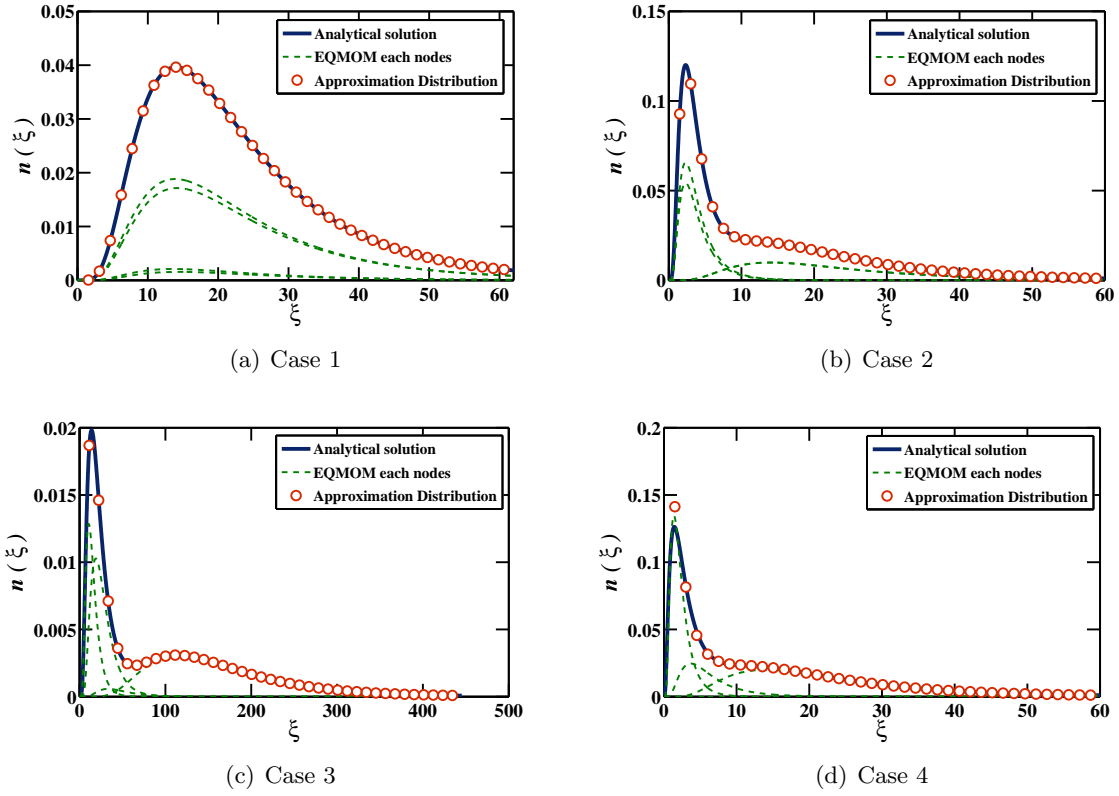 0.05
0.04
0.03
0.02
0.01
0
n ( ξ )
Analytical solution
EQMOM each nodes
Approximation Distribution
0 10 20 30 40 50 60
ξ
(a) Case 1
0.15
0.1
0.05
0
n ( ξ )
Analytical solution
EQMOM each nodes
Approximation Distribution
0 10 20 30 40 50 60
ξ
(b) Case 2
0.02
0.015
0.01
0.005
0
n ( ξ )
Analytical solution
EQMOM each nodes
Approximation Distribution
0 100 200 300 400 500
ξ
(c) Case 3
0.2
0.15
0.1
0.05
0
n ( ξ )
Analytical solution
EQMOM each nodes
Approximation Distribution
0 10 20 30 40 50 60
ξ
(d) Case 4